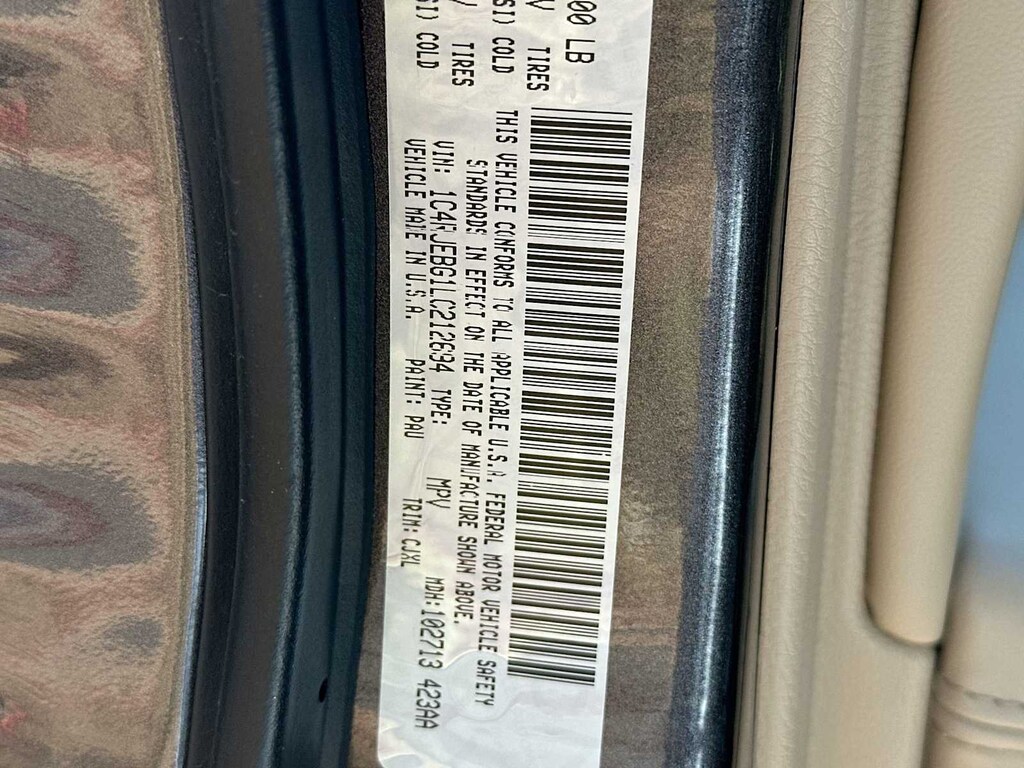 00 LB
V TIRES
SI) COLD
V TIRES
SI) COLD
THIS VEHICLE CONFORMS TO ALL APPLICABLE U.S.A. FEDERAL MOTOR VEHICLE SAFETY
STANDARDS IN EFFECT ON THE DATE OF MANUFACTURE SHOWN ABOVE.
VIN: 1C4RJEBG1LC212694 TYPE: MPV MDH:102713 423AA
VEHICLE MADE IN U.S.A. PAINT: PAU TRIM:CJXL